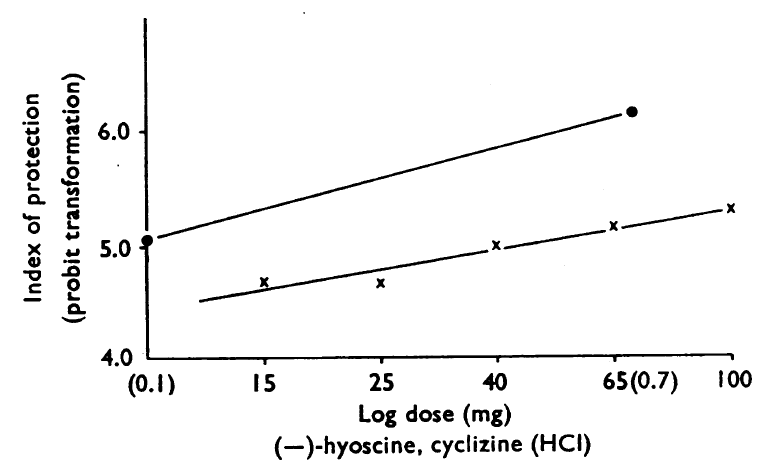 Index of protection
(probit transformation)
6.0
5.0
4.0
(0.1) 15 25 40 65(0.7) 100
Log dose (mg)
(—)-hyoscine, cyclizine (HCl)